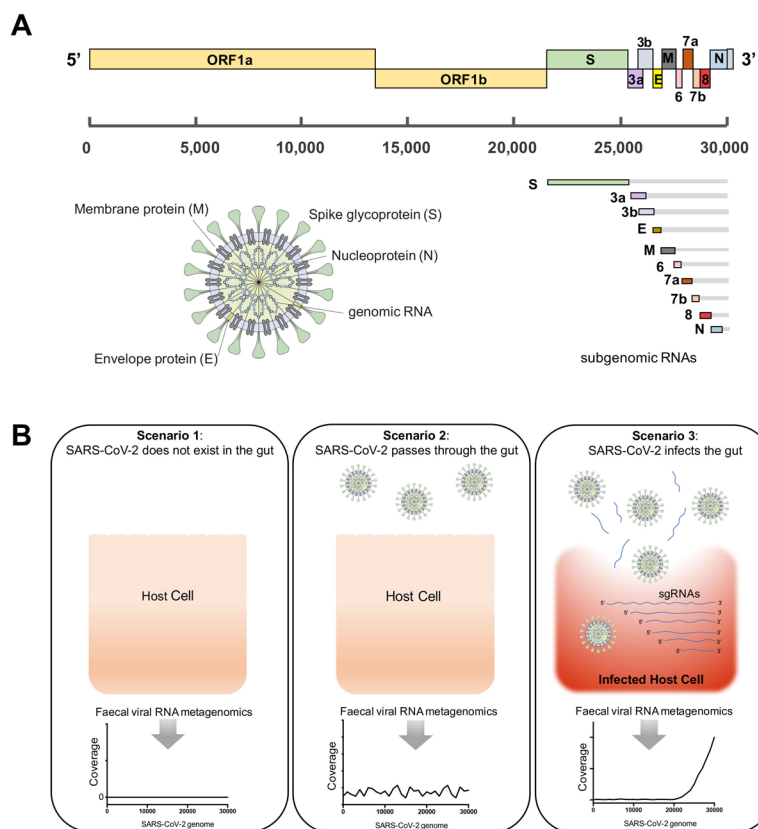 A
5’ ORF1a ORF1b S 3a 3b E M 6 7a 7b 8 N 3’
0 5,000 10,000 15,000 20,000 25,000 30,000
Membrane protein (M)
Spike glycoprotein (S)
Nucleoprotein (N)
genomic RNA
Envelope protein (E)
S
3a
3b
E
M
6
7a
7b
8
N
subgenomic RNAs
B
Scenario 1:
SARS-CoV-2 does not exist in the gut
Host Cell
Faecal viral RNA metagenomics
Coverage
0
0 10000 20000 30000
SARS-CoV-2 genome
Scenario 2:
SARS-CoV-2 passes through the gut
Host Cell
Faecal viral RNA metagenomics
Coverage
0 10000 20000 30000
SARS-CoV-2 genome
Scenario 3:
SARS-CoV-2 infects the gut
sgRNAs
5' 3'
5' 3'
5' 3'
5' 3'
5' 3'
Infected Host Cell
Faecal viral RNA metagenomics
Coverage
0 10000 20000 30000
SARS-CoV-2 genome